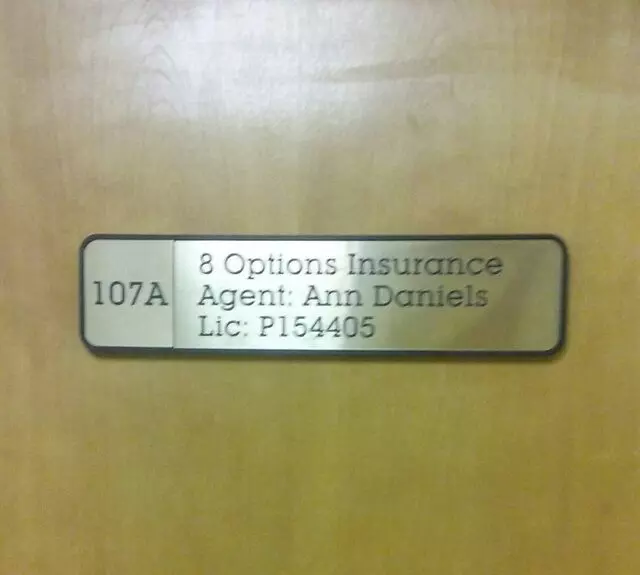 107A
8 Options Insurance
Agent: Ann Daniels
Lic: P154405